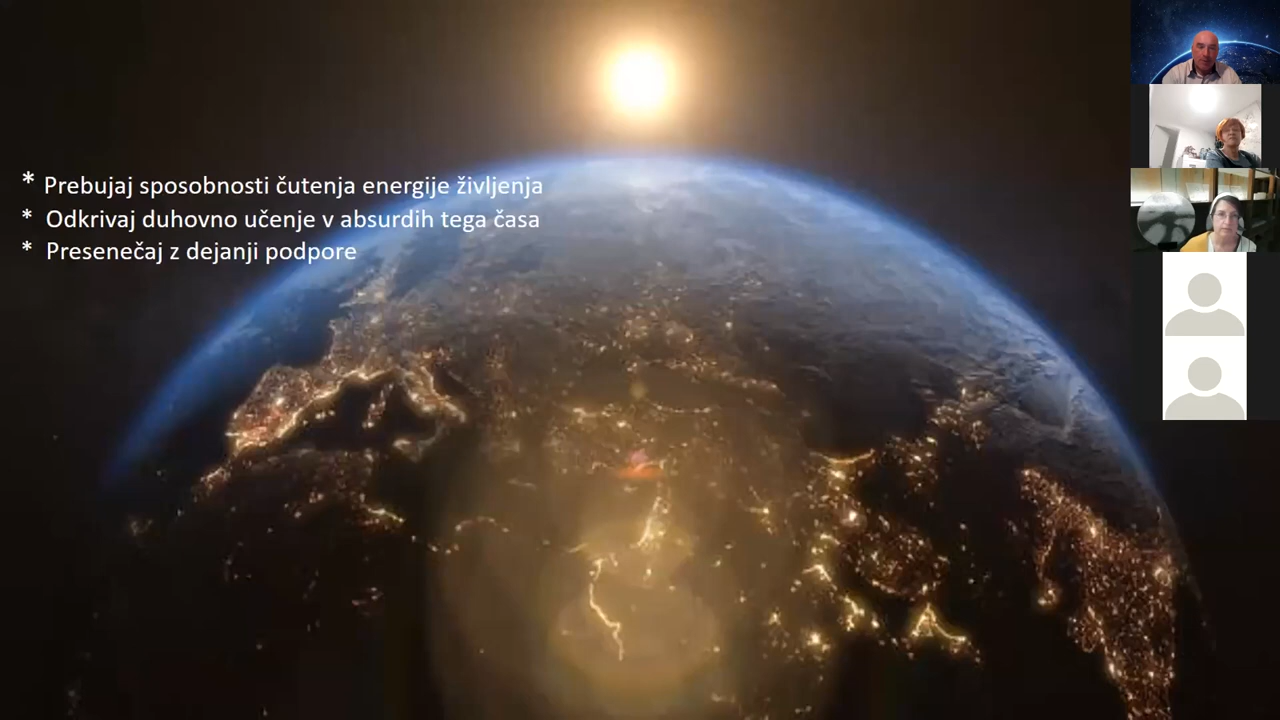 * Prebujaj sposobnosti čutenja energije življenja
* Odkrivaj duhovno učenje v absurdih tega časa
* Presenečaj z dejanji podpore